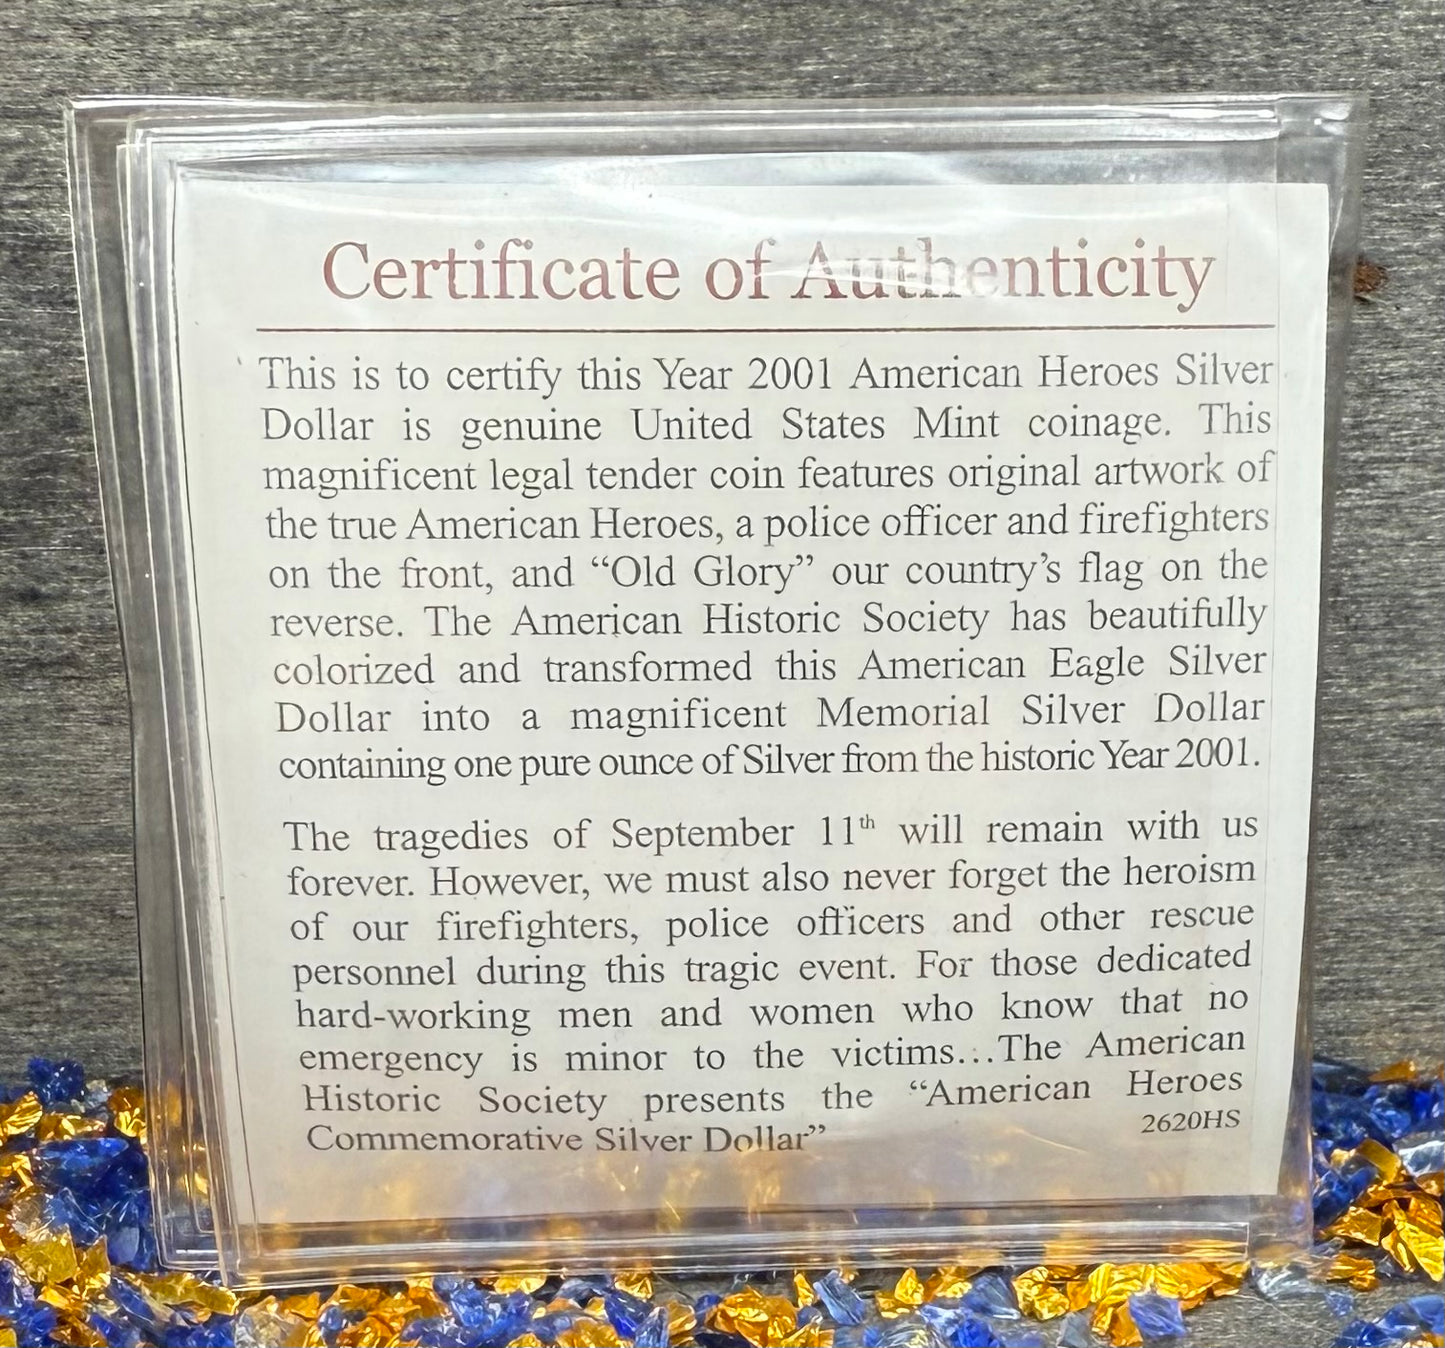 Certificate of Authenticity
This is to certify this Year 2001 American Heroes Silver
Dollar is genuine United States Mint coinage. This
magnificent legal tender coin features original artwork of
the true American Heroes, a police officer and firefighters
on the front, and “Old Glory” our country’s flag on the
reverse. The American Historic Society has beautifully
colorized and transformed this American Eagle Silver
Dollar into a magnificent Memorial Silver Dollar
containing one pure ounce of Silver from the historic Year 2001.
The tragedies of September 11th will remain with us
forever. However, we must also never forget the heroism
of our firefighters, police officers and other rescue
personnel during this tragic event. For those dedicated
hard-working men and women who know that no
emergency is minor to the victims…The American
Historic Society presents the “American Heroes
Commemorative Silver Dollar”
2620HS